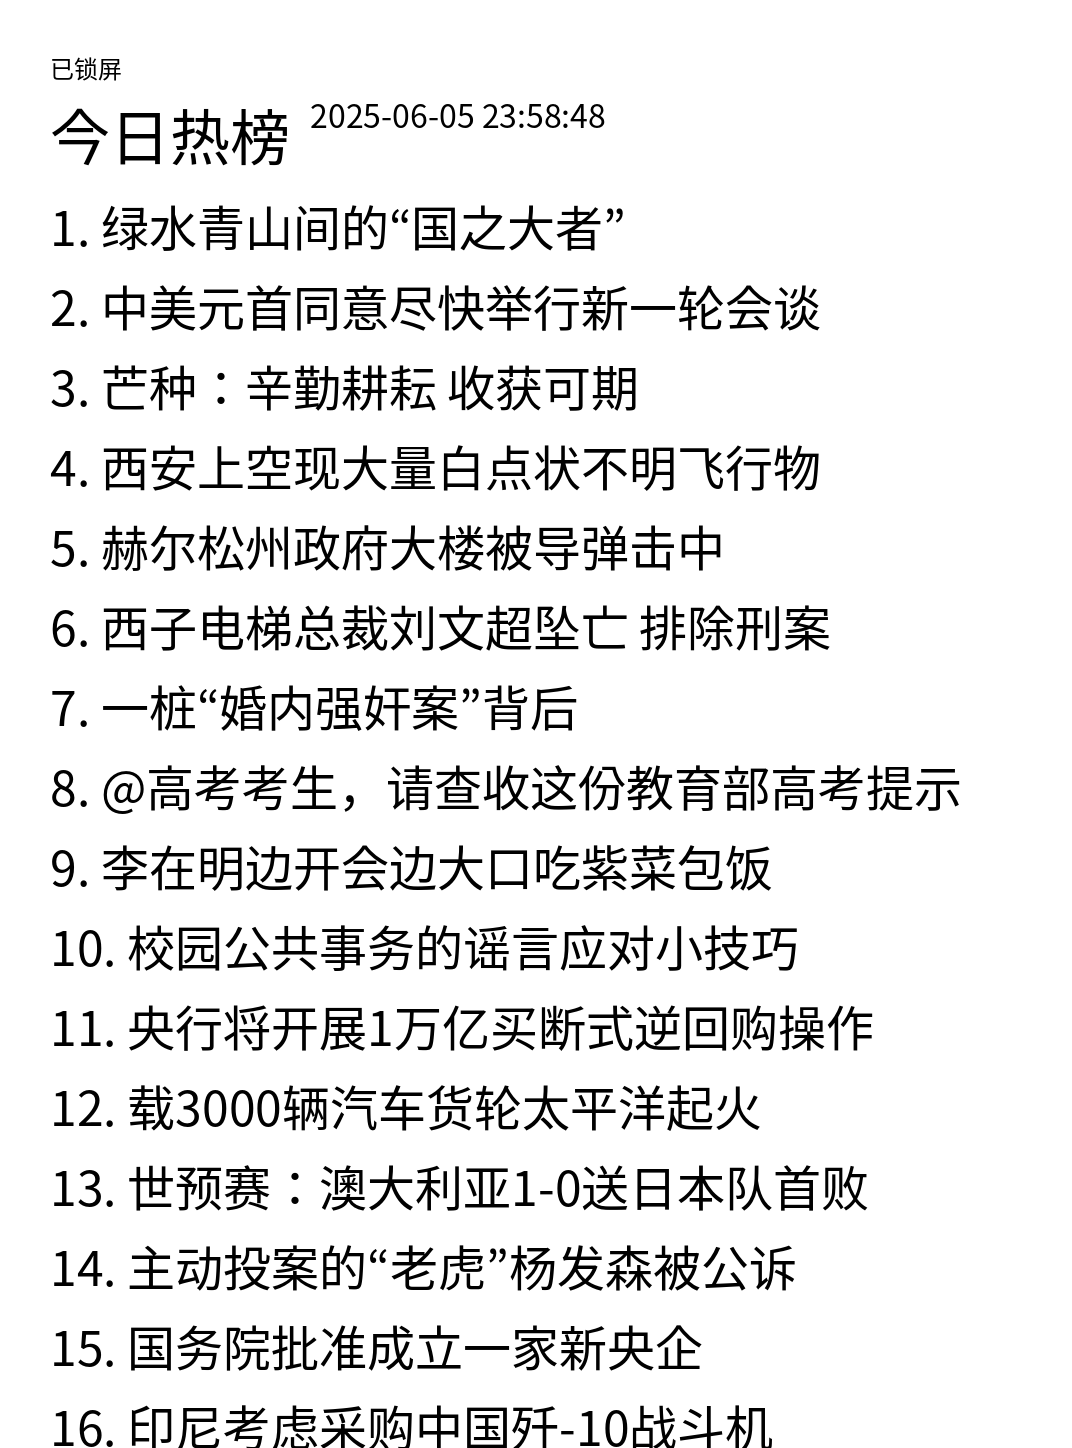 已锁屏
今日热榜 2025-06-05 23:58:48
1. 绿水青山间的“国之大者”
2. 中美元首同意尽快举行新一轮会谈
3. 芒种：辛勤耕耘 收获可期
4. 西安上空现大量白点状不明飞行物
5. 赫尔松州政府大楼被导弹击中
6. 西子电梯总裁刘文超坠亡 排除刑案
7. 一桩“婚内强奸案”背后
8. @高考考生，请查收这份教育部高考提示
9. 李在明边开会边大口吃紫菜包饭
10. 校园公共事务的谣言应对小技巧
11. 央行将开展1万亿买断式逆回购操作
12. 载3000辆汽车货轮太平洋起火
13. 世预赛：澳大利亚1-0送日本队首败
14. 主动投案的“老虎”杨发森被公诉
15. 国务院批准成立一家新央企
16. 印尼考虑采购中国歼-10战斗机